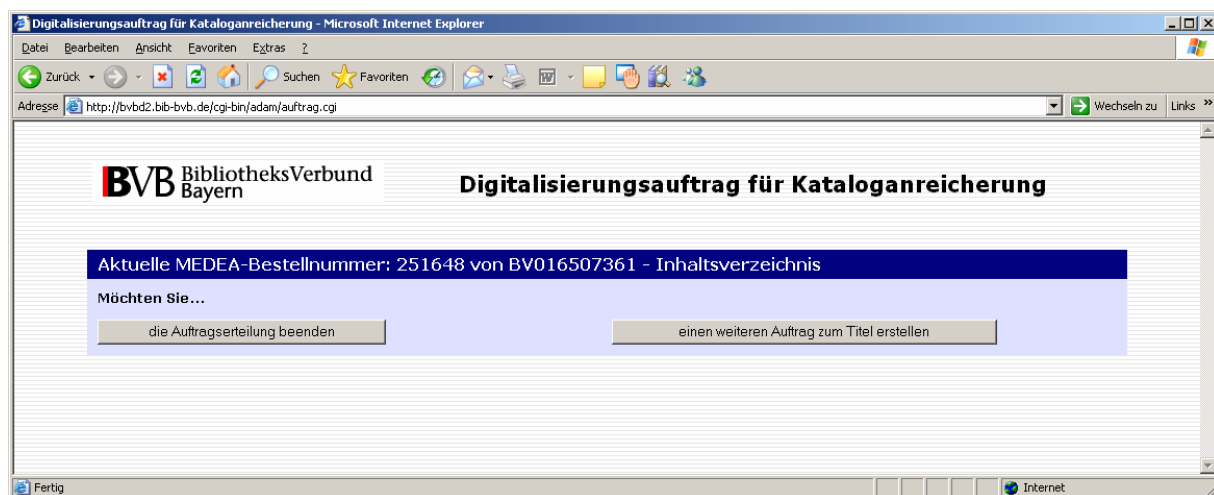 Digitalisierungsauftrag für Kataloganreicherung - Microsoft Internet Explorer
Datei Bearbeiten Ansicht Favoriten Extras ?
Zurück Suchen Favoriten
Adresse http://bvbd2.bib-bvb.de/cgi-bin/adam/auftrag.cgi Wechseln zu Links »
BVB BibliotheksVerbund
Bayern
Digitalisierungsauftrag für Kataloganreicherung
Aktuelle MEDEA-Bestellnummer: 251648 von BV016507361 - Inhaltsverzeichnis
Möchten Sie...
die Auftragserteilung beenden einen weiteren Auftrag zum Titel erstellen
Fertig Internet